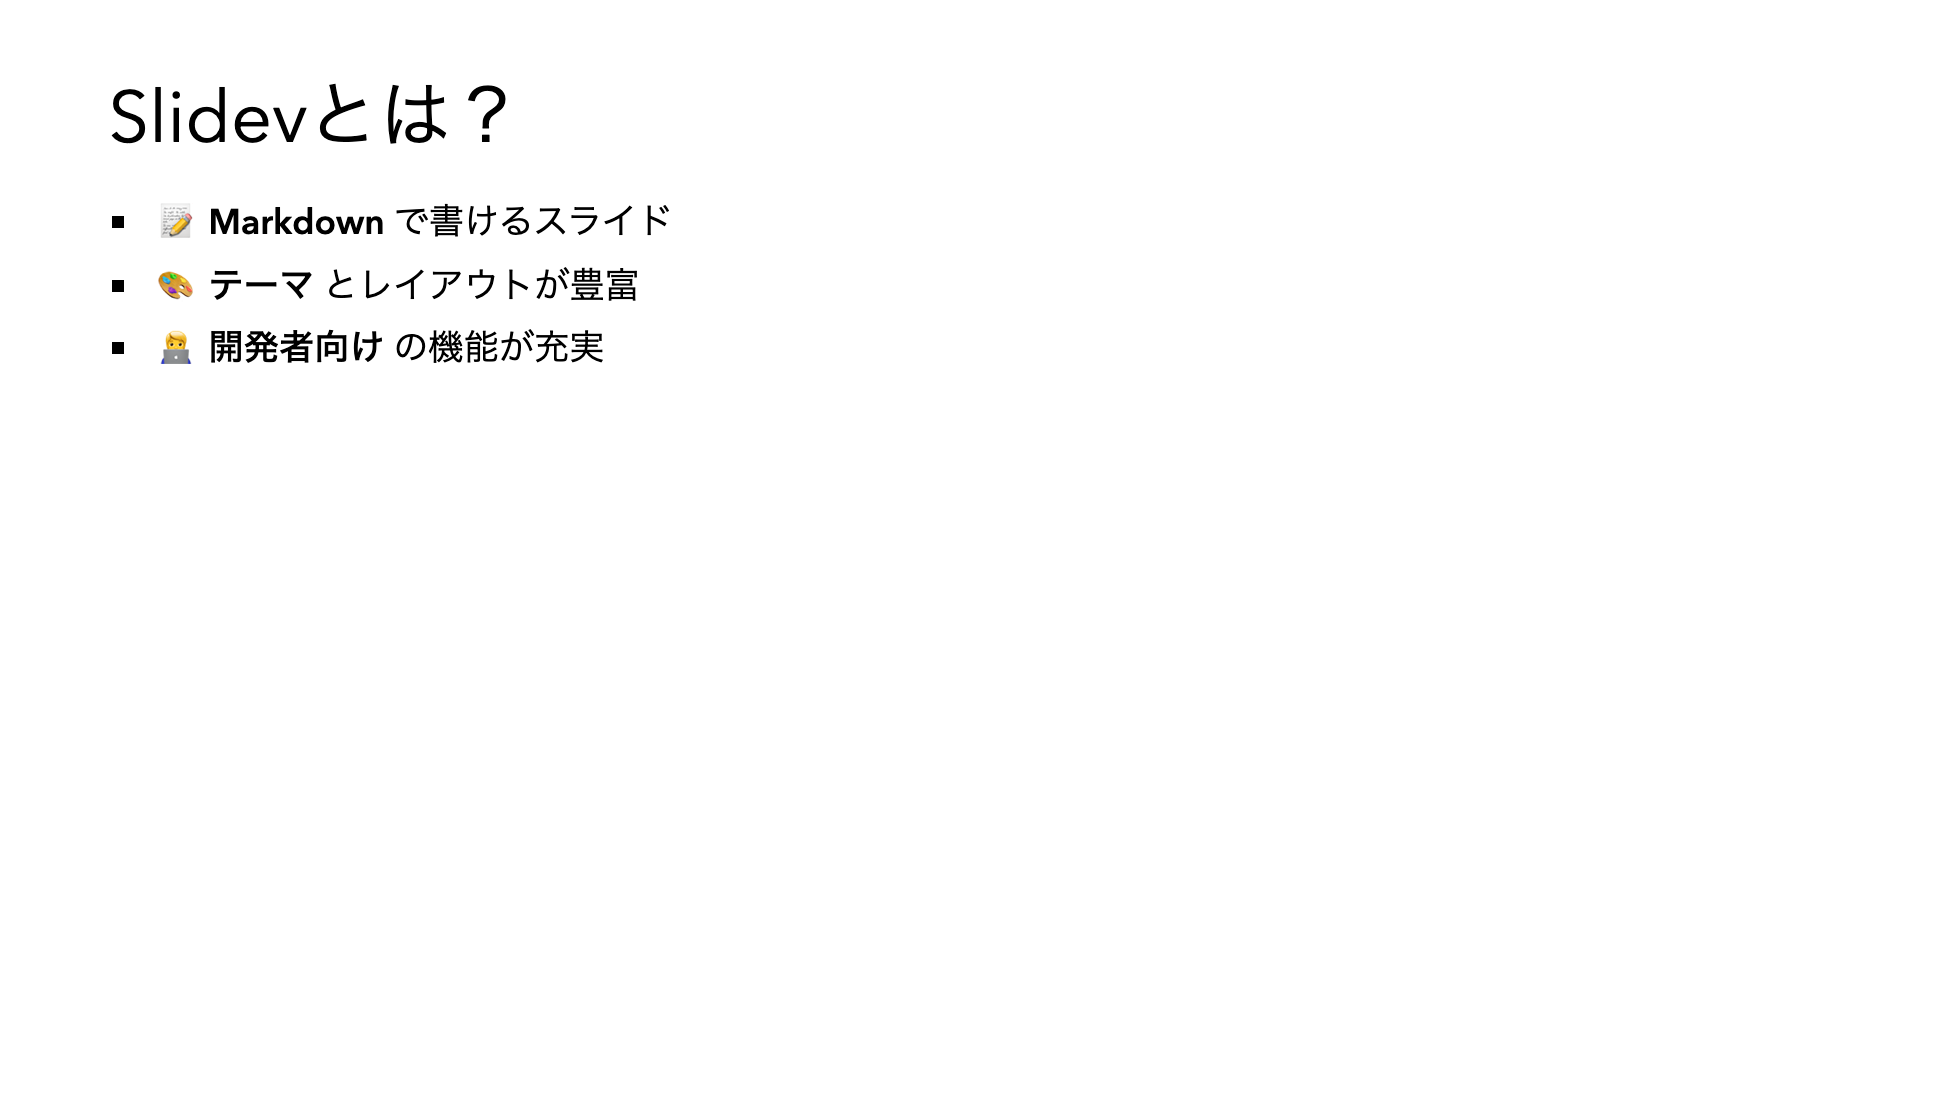 Slidevとは？
▪ 📝 Markdown で書けるスライド
▪ 🎨 テーマ とレイアウトが豊富
▪ 🧑‍💻 開発者向け の機能が充実